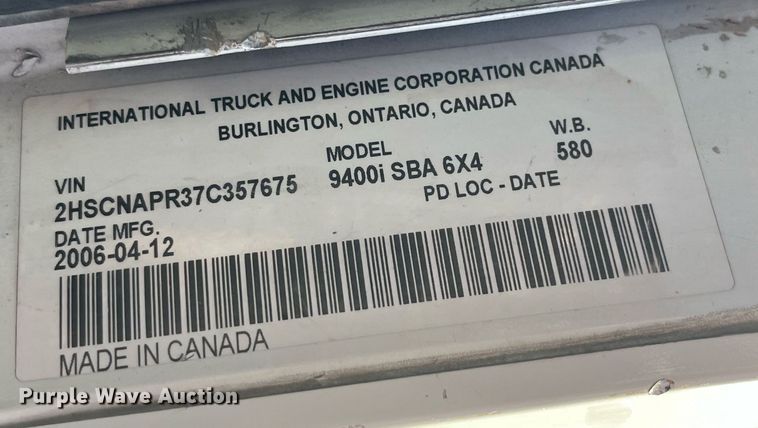 INTERNATIONAL TRUCK AND ENGINE CORPORATION CANADA
BURLINGTON, ONTARIO, CANADA
VIN MODEL W.B.
2HSCNAPR37C357675 9400i SBA 6X4 580
DATE MFG. PD LOC - DATE
2006-04-12
MADE IN CANADA
Purple Wave Auction